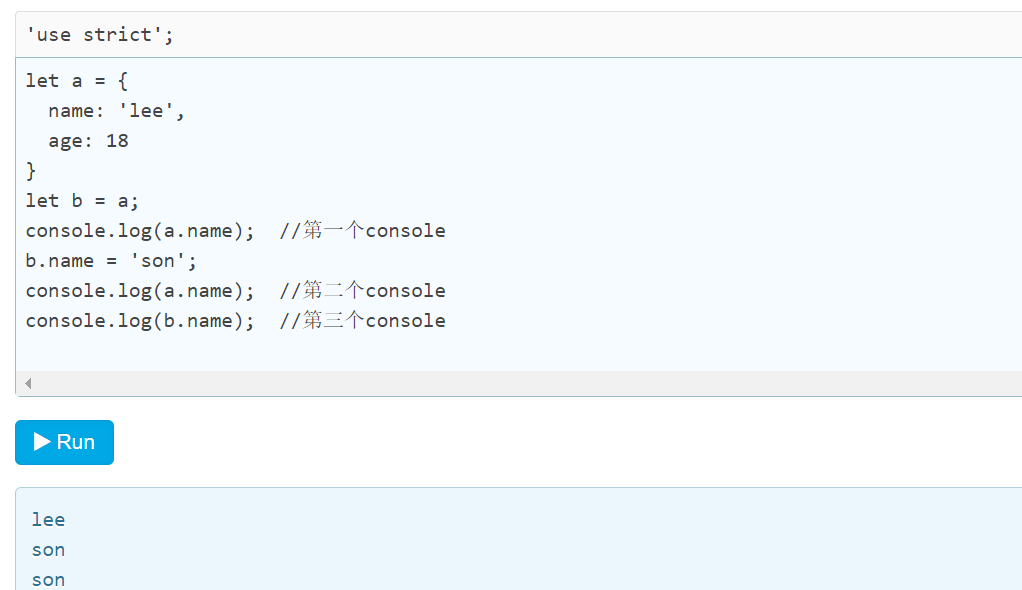 'use strict';
let a = {
  name: 'lee',
  age: 18
}
let b = a;
console.log(a.name);  //第一个console
b.name = 'son';
console.log(a.name);  //第二个console
console.log(b.name);  //第三个console
Run
lee
son
son